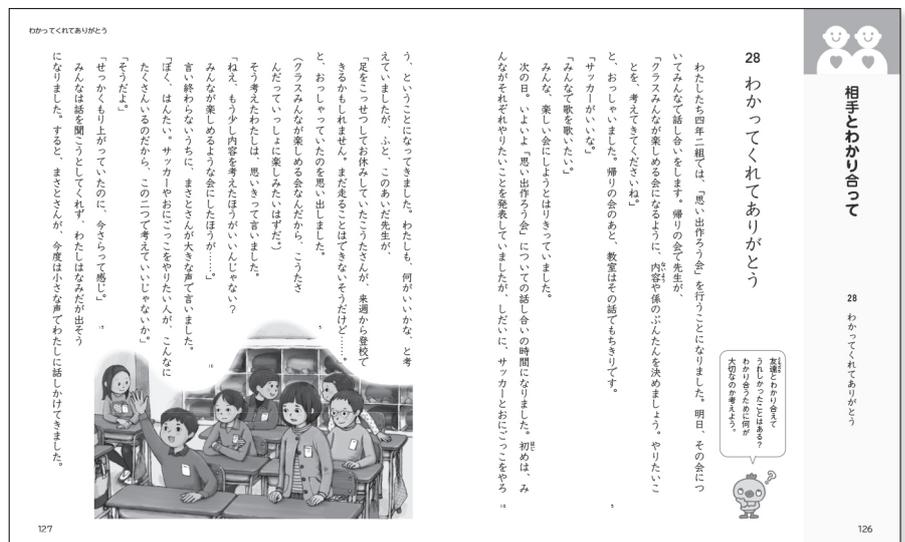 相手とわかり合って
28 わかってくれてありがとう
28 わかってくれてありがとう
友達とわかり合えて
うれしかったことはある?
わかり合うために何が
大切なのか考えよう。
わたしたち四年二組では、「思い出作ろう会」を行うことになりました。明日、その会につ
いてみんなで話し合いをします。帰りの会で先生が、
「クラスみんなが楽しめる会になるように、内容や係のぶんたんを決めましょう。やりたいこ
とを、考えてきてくださいね。」
と、おっしゃいました。帰りの会のあと、教室はその話でもちきりです。
「サッカーがいいな。」
「みんなで歌を歌いたい。」
みんな、楽しい会にしようとはりきっていました。
次の日。いよいよ「思い出作ろう会」についての話し合いの時間になりました。初めは、み
んながそれぞれやりたいことを発表していましたが、しだいに、サッカーとおにごっこをやろ
5
10
126
わかってくれてありがとう
う、ということになってきました。わたしも、何がいいかな、と考
えていましたが、ふと、このあいだ先生が、
「足をこっせつしてお休みしていたこうたさんが、来週から登校で
きるかもしれません。まだ走ることはできないそうだけど……。」
と、おっしゃっていたのを思い出しました。
(クラスみんなが楽しめる会なんだから、こうたさ
んだっていっしょに楽しみたいはずだ。)
そう考えたわたしは、思いきって言いました。
「ねえ、もう少し内容を考えたほうがいいんじゃない?
みんなが楽しめるような会にしたほうが……。」
言い終わらないうちに、まさとさんが大きな声で言いました。
「ぼく、はんたい。サッカーやおにごっこをやりたい人が、こんなに
たくさんいるのだから、この二つで考えていいじゃないか。」
「そうだよ。」
「せっかくもり上がっていたのに、今さらって感じ。」
みんなは話を聞こうとしてくれず、わたしはなみだが出そう
になりました。すると、まさとさんが、今度は小さな声でわたしに話しかけてきました。
5
10
15
127